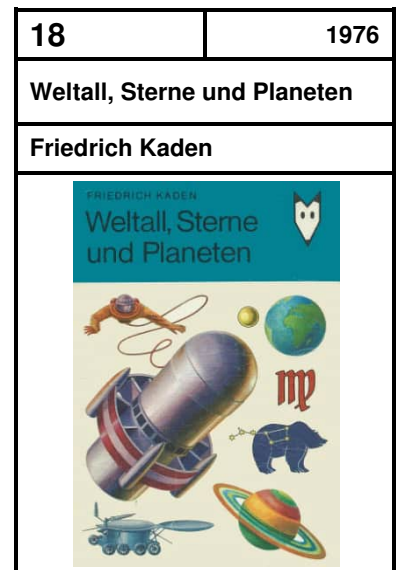 18
1976
Weltall, Sterne und Planeten
Friedrich Kaden
FRIEDRICH KADEN
Weltall, Sterne
und Planeten